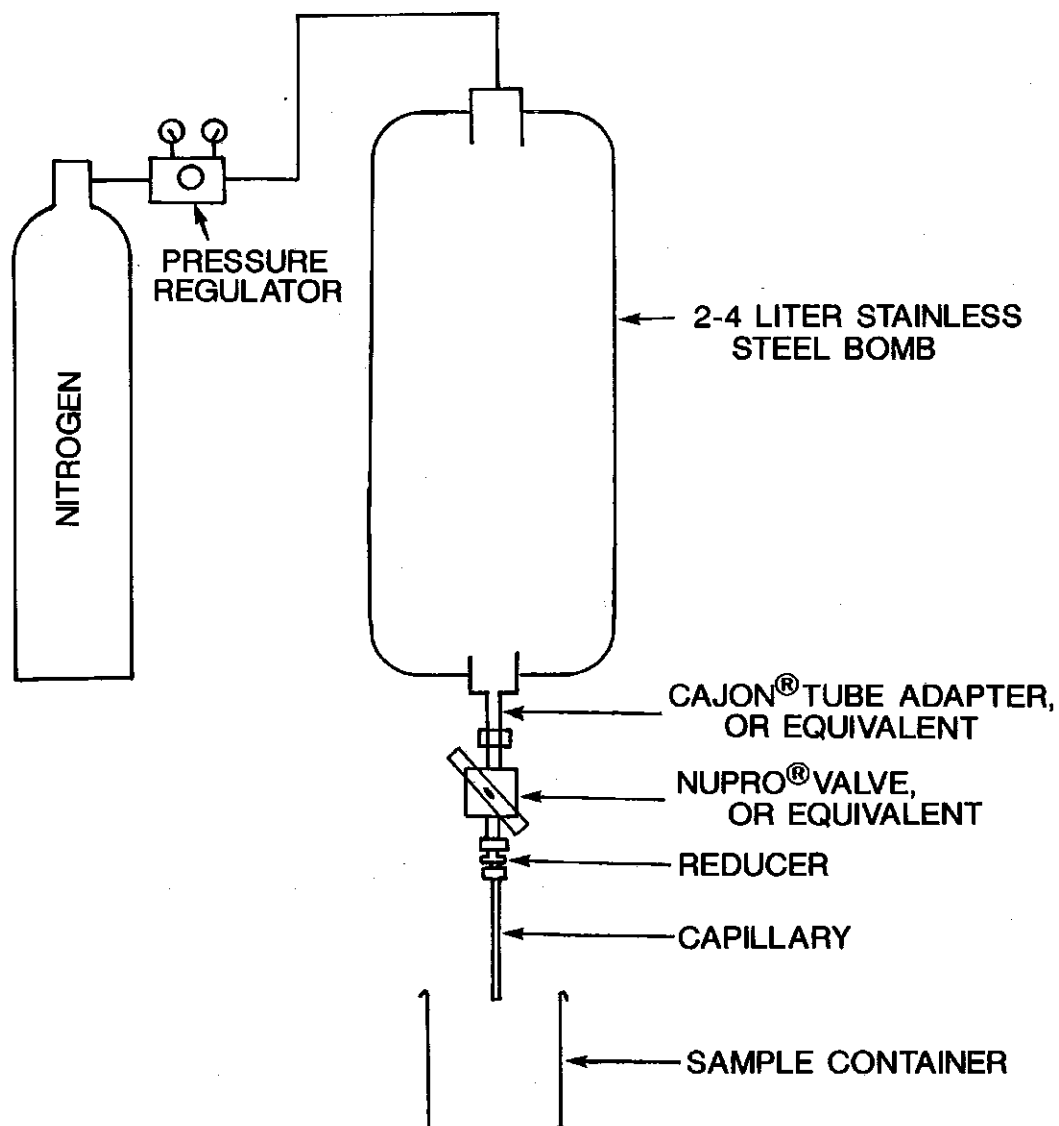 PRESSURE
REGULATOR
NITROGEN
2-4 LITER STAINLESS
STEEL BOMB
CAJON® TUBE ADAPTER,
OR EQUIVALENT
NUPRO® VALVE,
OR EQUIVALENT
REDUCER
CAPILLARY
SAMPLE CONTAINER